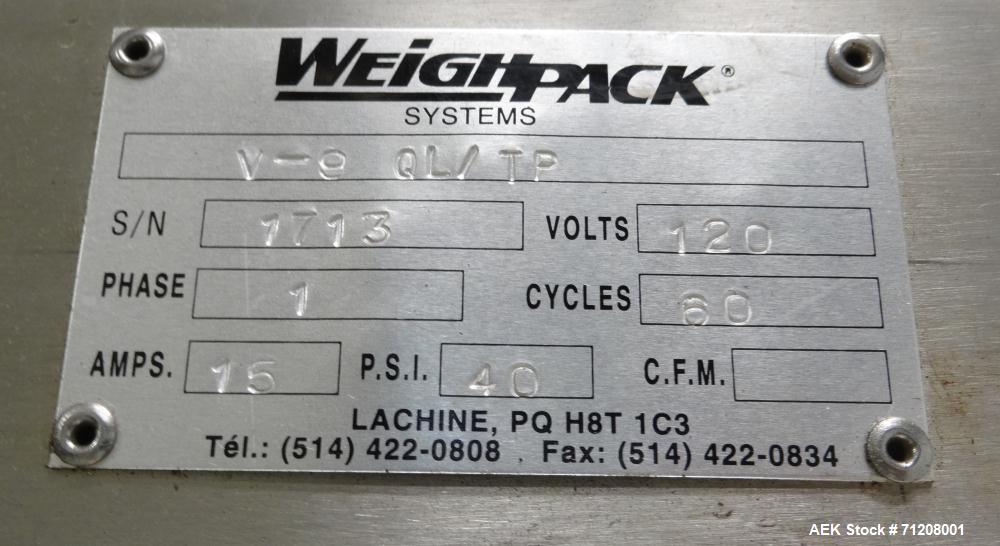 WEIGHPACK®
SYSTEMS
V-9 QL/TP
S/N 1713 VOLTS 120
PHASE 1 CYCLES 60
AMPS. 15 P.S.I. 40 C.F.M.
LACHINE, PQ H8T 1C3
Tél.: (514) 422-0808 Fax: (514) 422-0834
AEK Stock # 71208001